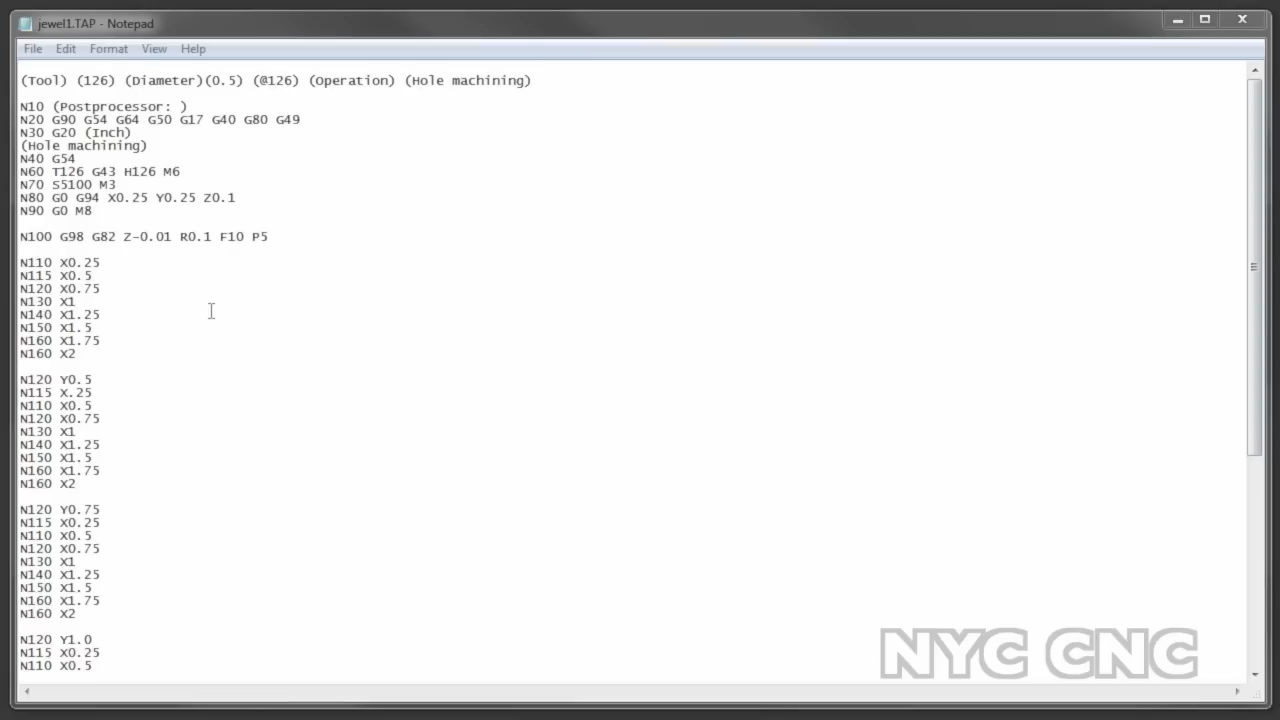 jewel1.TAP - Notepad
File Edit Format View Help
(Tool) (126) (Diameter)(0.5) (@126) (Operation) (Hole machining)
N10 (Postprocessor: )
N20 G90 G54 G64 G50 G17 G40 G80 G49
N30 G20 (Inch)
(Hole machining)
N40 G54
N60 T126 G43 H126 M6
N70 S5100 M3
N80 G0 G94 X0.25 Y0.25 Z0.1
N90 G0 M8
N100 G98 G82 Z-0.01 R0.1 F10 P5
N110 X0.25
N115 X0.5
N120 X0.75
N130 X1
N140 X1.25
N150 X1.5
N160 X1.75
N160 X2
N120 Y0.5
N115 X.25
N110 X0.5
N120 X0.75
N130 X1
N140 X1.25
N150 X1.5
N160 X1.75
N160 X2
N120 Y0.75
N115 X0.25
N110 X0.5
N120 X0.75
N130 X1
N140 X1.25
N150 X1.5
N160 X1.75
N160 X2
N120 Y1.0
N115 X0.25
N110 X0.5
NYC CNC